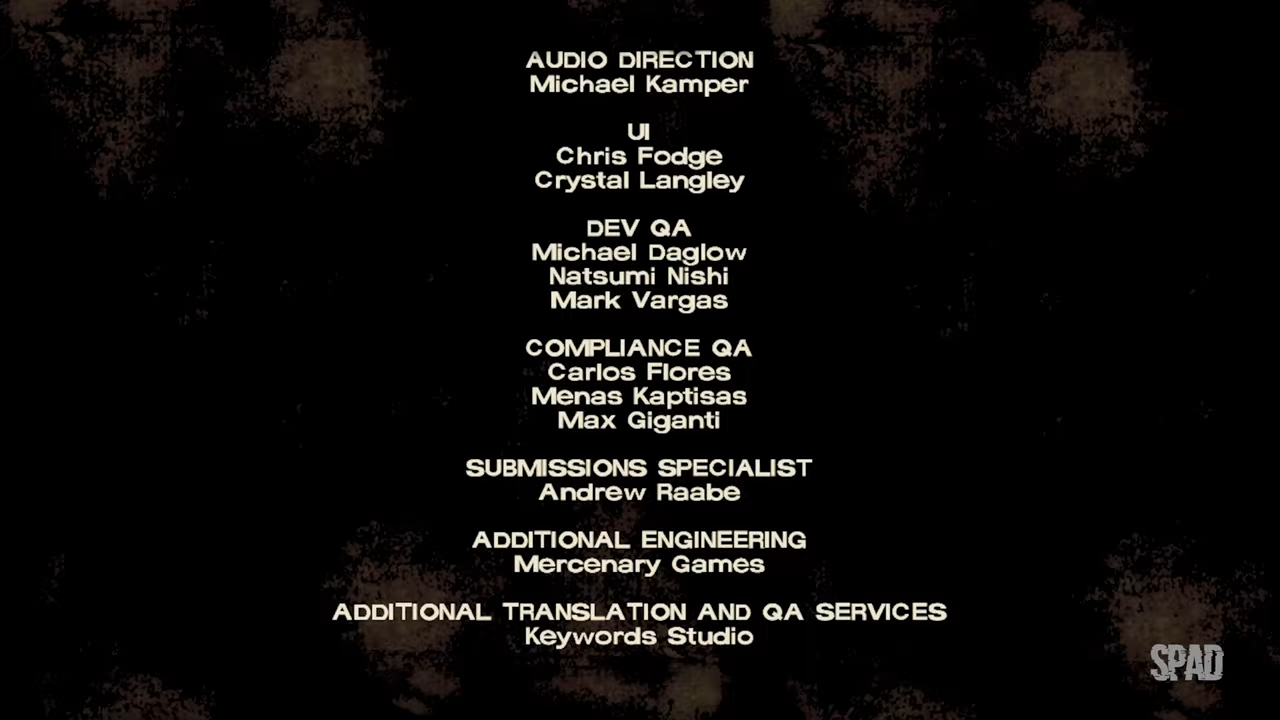 AUDIO DIRECTION
Michael Kamper
UI
Chris Fodge
Crystal Langley
DEV QA
Michael Daglow
Natsumi Nishi
Mark Vargas
COMPLIANCE QA
Carlos Flores
Menas Kaptisas
Max Giganti
SUBMISSIONS SPECIALIST
Andrew Raabe
ADDITIONAL ENGINEERING
Mercenary Games
ADDITIONAL TRANSLATION AND QA SERVICES
Keywords Studio
SPAD